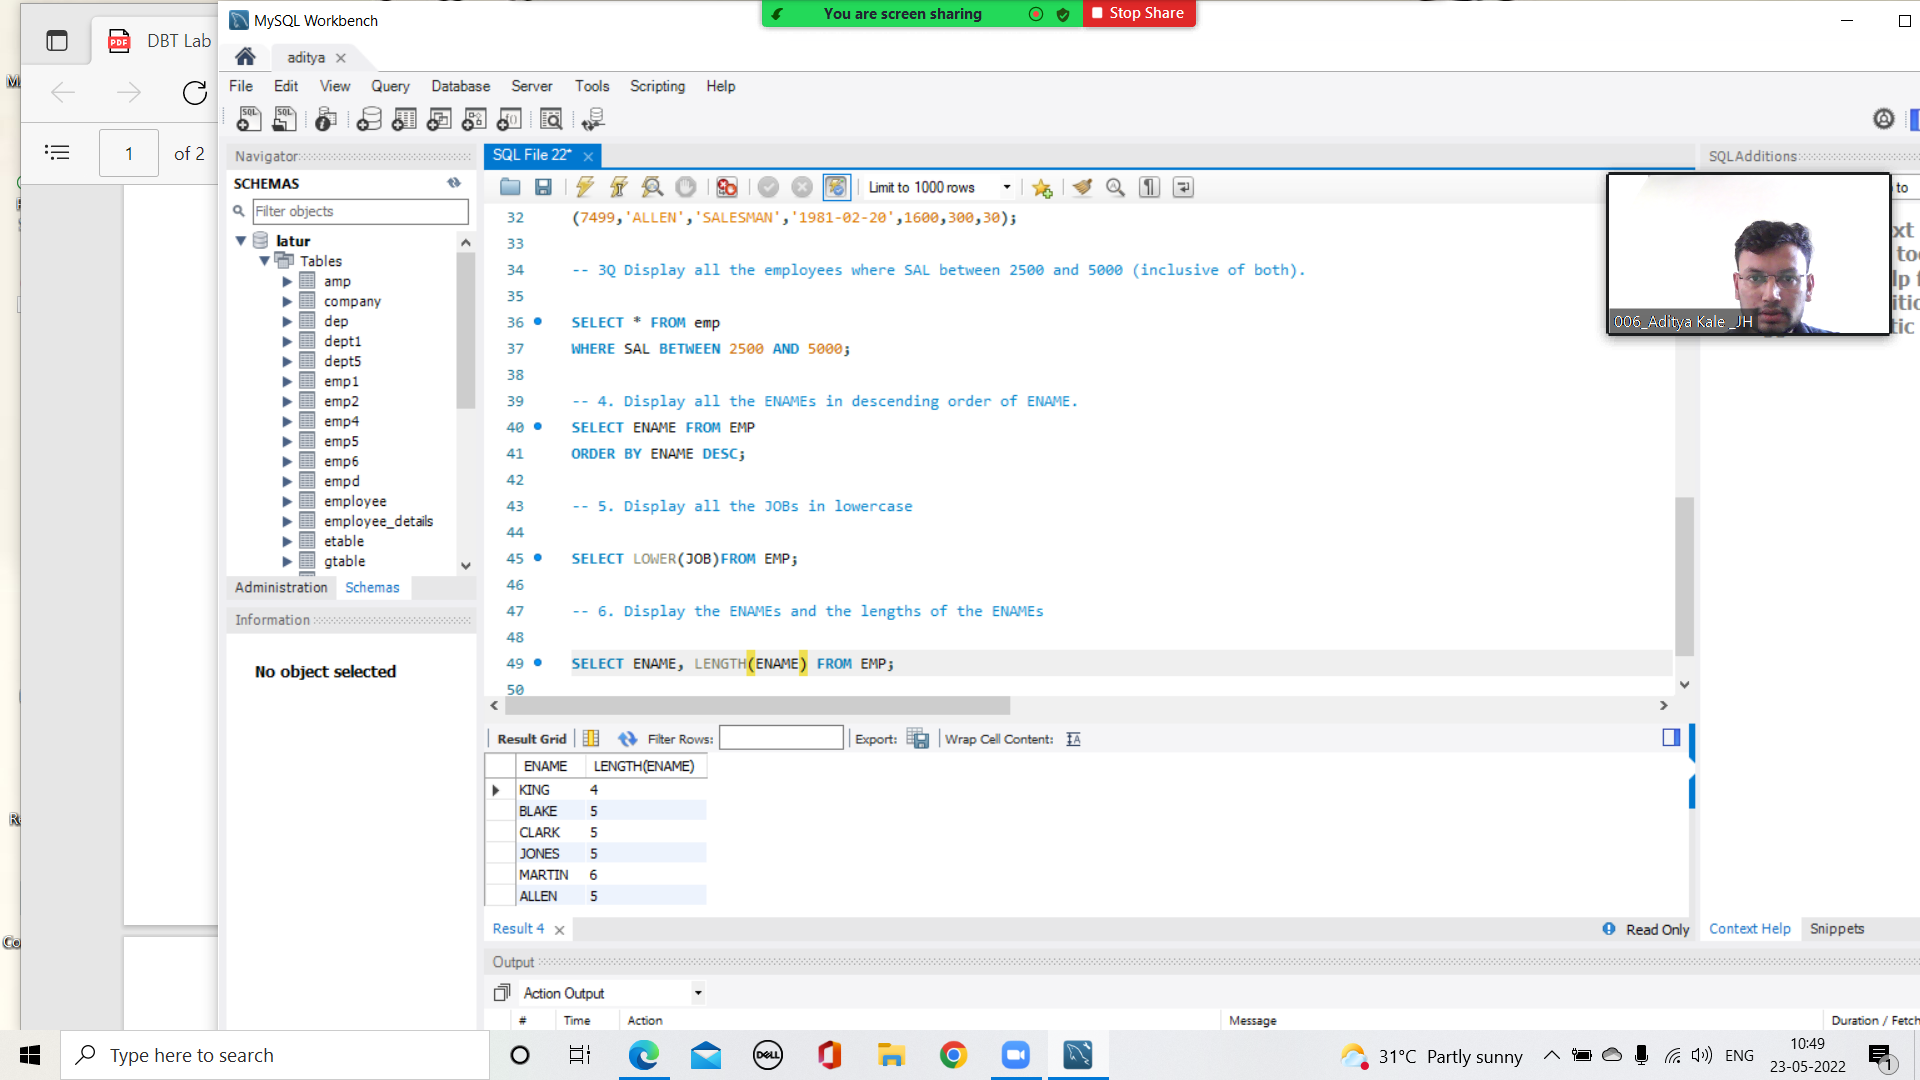 MySQL Workbench
You are screen sharing
Stop Share
DBT Lab
aditya
File Edit View Query Database Server Tools Scripting Help
1 of 2
Navigator
SCHEMAS
Filter objects
latur
Tables
amp
company
dep
dept1
dept5
emp1
emp2
emp4
emp5
emp6
empd
employee
employee_details
etable
gtable
Administration Schemas
Information
No object selected
SQL File 22*
Limit to 1000 rows
32 (7499,'ALLEN','SALESMAN','1981-02-20',1600,300,30);
33
34 -- 3Q Display all the employees where SAL between 2500 and 5000 (inclusive of both).
35
36 SELECT * FROM emp
37 WHERE SAL BETWEEN 2500 AND 5000;
38
39 -- 4. Display all the ENAMEs in descending order of ENAME.
40 SELECT ENAME FROM EMP
41 ORDER BY ENAME DESC;
42
43 -- 5. Display all the JOBs in lowercase
44
45 SELECT LOWER(JOB)FROM EMP;
46
47 -- 6. Display the ENAMEs and the lengths of the ENAMEs
48
49 SELECT ENAME, LENGTH(ENAME) FROM EMP;
50
Result Grid Filter Rows: Export: Wrap Cell Content:
ENAME LENGTH(ENAME)
KING 4
BLAKE 5
CLARK 5
JONES 5
MARTIN 6
ALLEN 5
Result 4
Read Only
SQLAdditions
to
006_Aditya Kale _JH
Context Help Snippets
Output
Action Output
# Time Action Message Duration / Fetch
Type here to search
DELL
31°C Partly sunny
ENG
10:49
23-05-2022
1